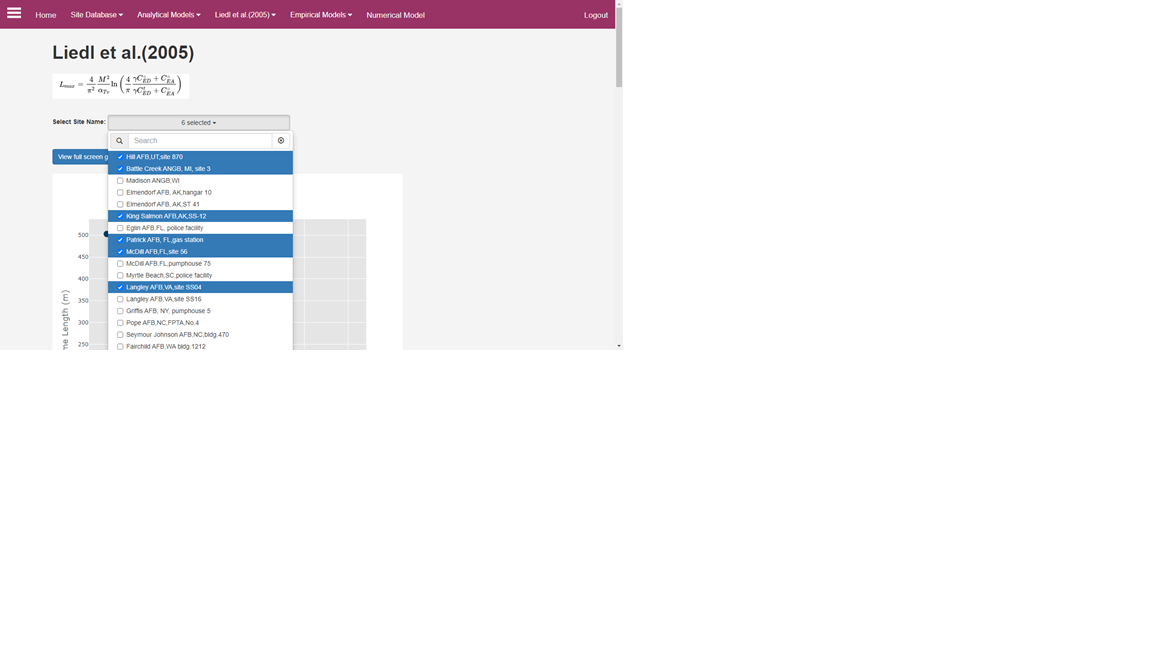 Home Site Database Analytical Models Liedl et al.(2005) Empirical Models Numerical Model Logout
Liedl et al.(2005)
L_{max} = \frac{4}{\pi^2} \frac{M^2}{\alpha_{Tv}} \ln \left( \frac{4}{\pi} \frac{\gamma C_{ED}^{\circ} + C_{EA}^{\circ}}{\gamma C_{ED}^{t} + C_{EA}^{\circ}} \right)
Select Site Name: 6 selected
Search
View full screen g
Hill AFB,UT,site 870
Battle Creek ANGB, MI, site 3
Madison ANGB,WI
Elmendorf AFB, AK,hangar 10
Elmendorf AFB, AK,ST 41
King Salmon AFB,AK,SS-12
Eglin AFB,FL, police facility
Patrick AFB, FL,gas station
McDill AFB,FL,site 56
McDill AFB,FL,pumphouse 75
Myrtle Beach,SC,police facility
Langley AFB,VA,site SS04
Langley AFB,VA,site SS16
Griffis AFB, NY, pumphouse 5
Pope AFB,NC,FPTA,No.4
Seymour Johnson AFB,NC,bldg.470
Fairchild AFB,WA bldg.1212
500
450
400
350
300
250
me Length (m)